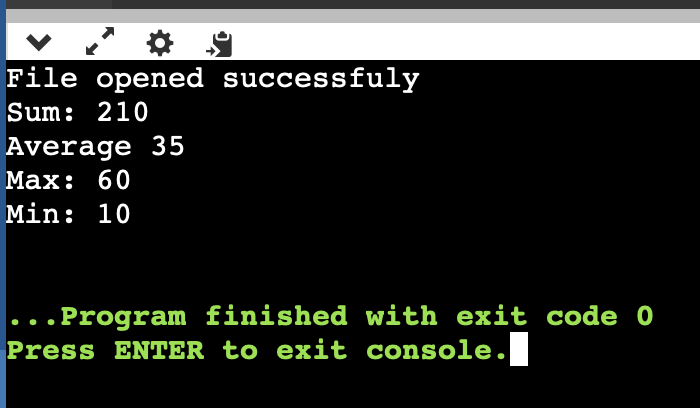 File opened successfuly
Sum: 210
Average 35
Max: 60
Min: 10
...Program finished with exit code 0
Press ENTER to exit console.